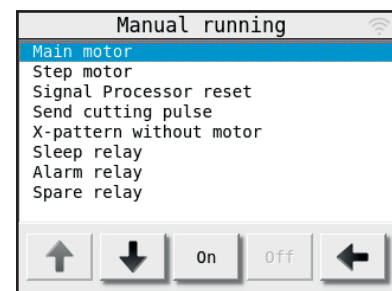 Manual running
Main motor
Step motor
Signal Processor reset
Send cutting pulse
X-pattern without motor
Sleep relay
Alarm relay
Spare relay
On
Off